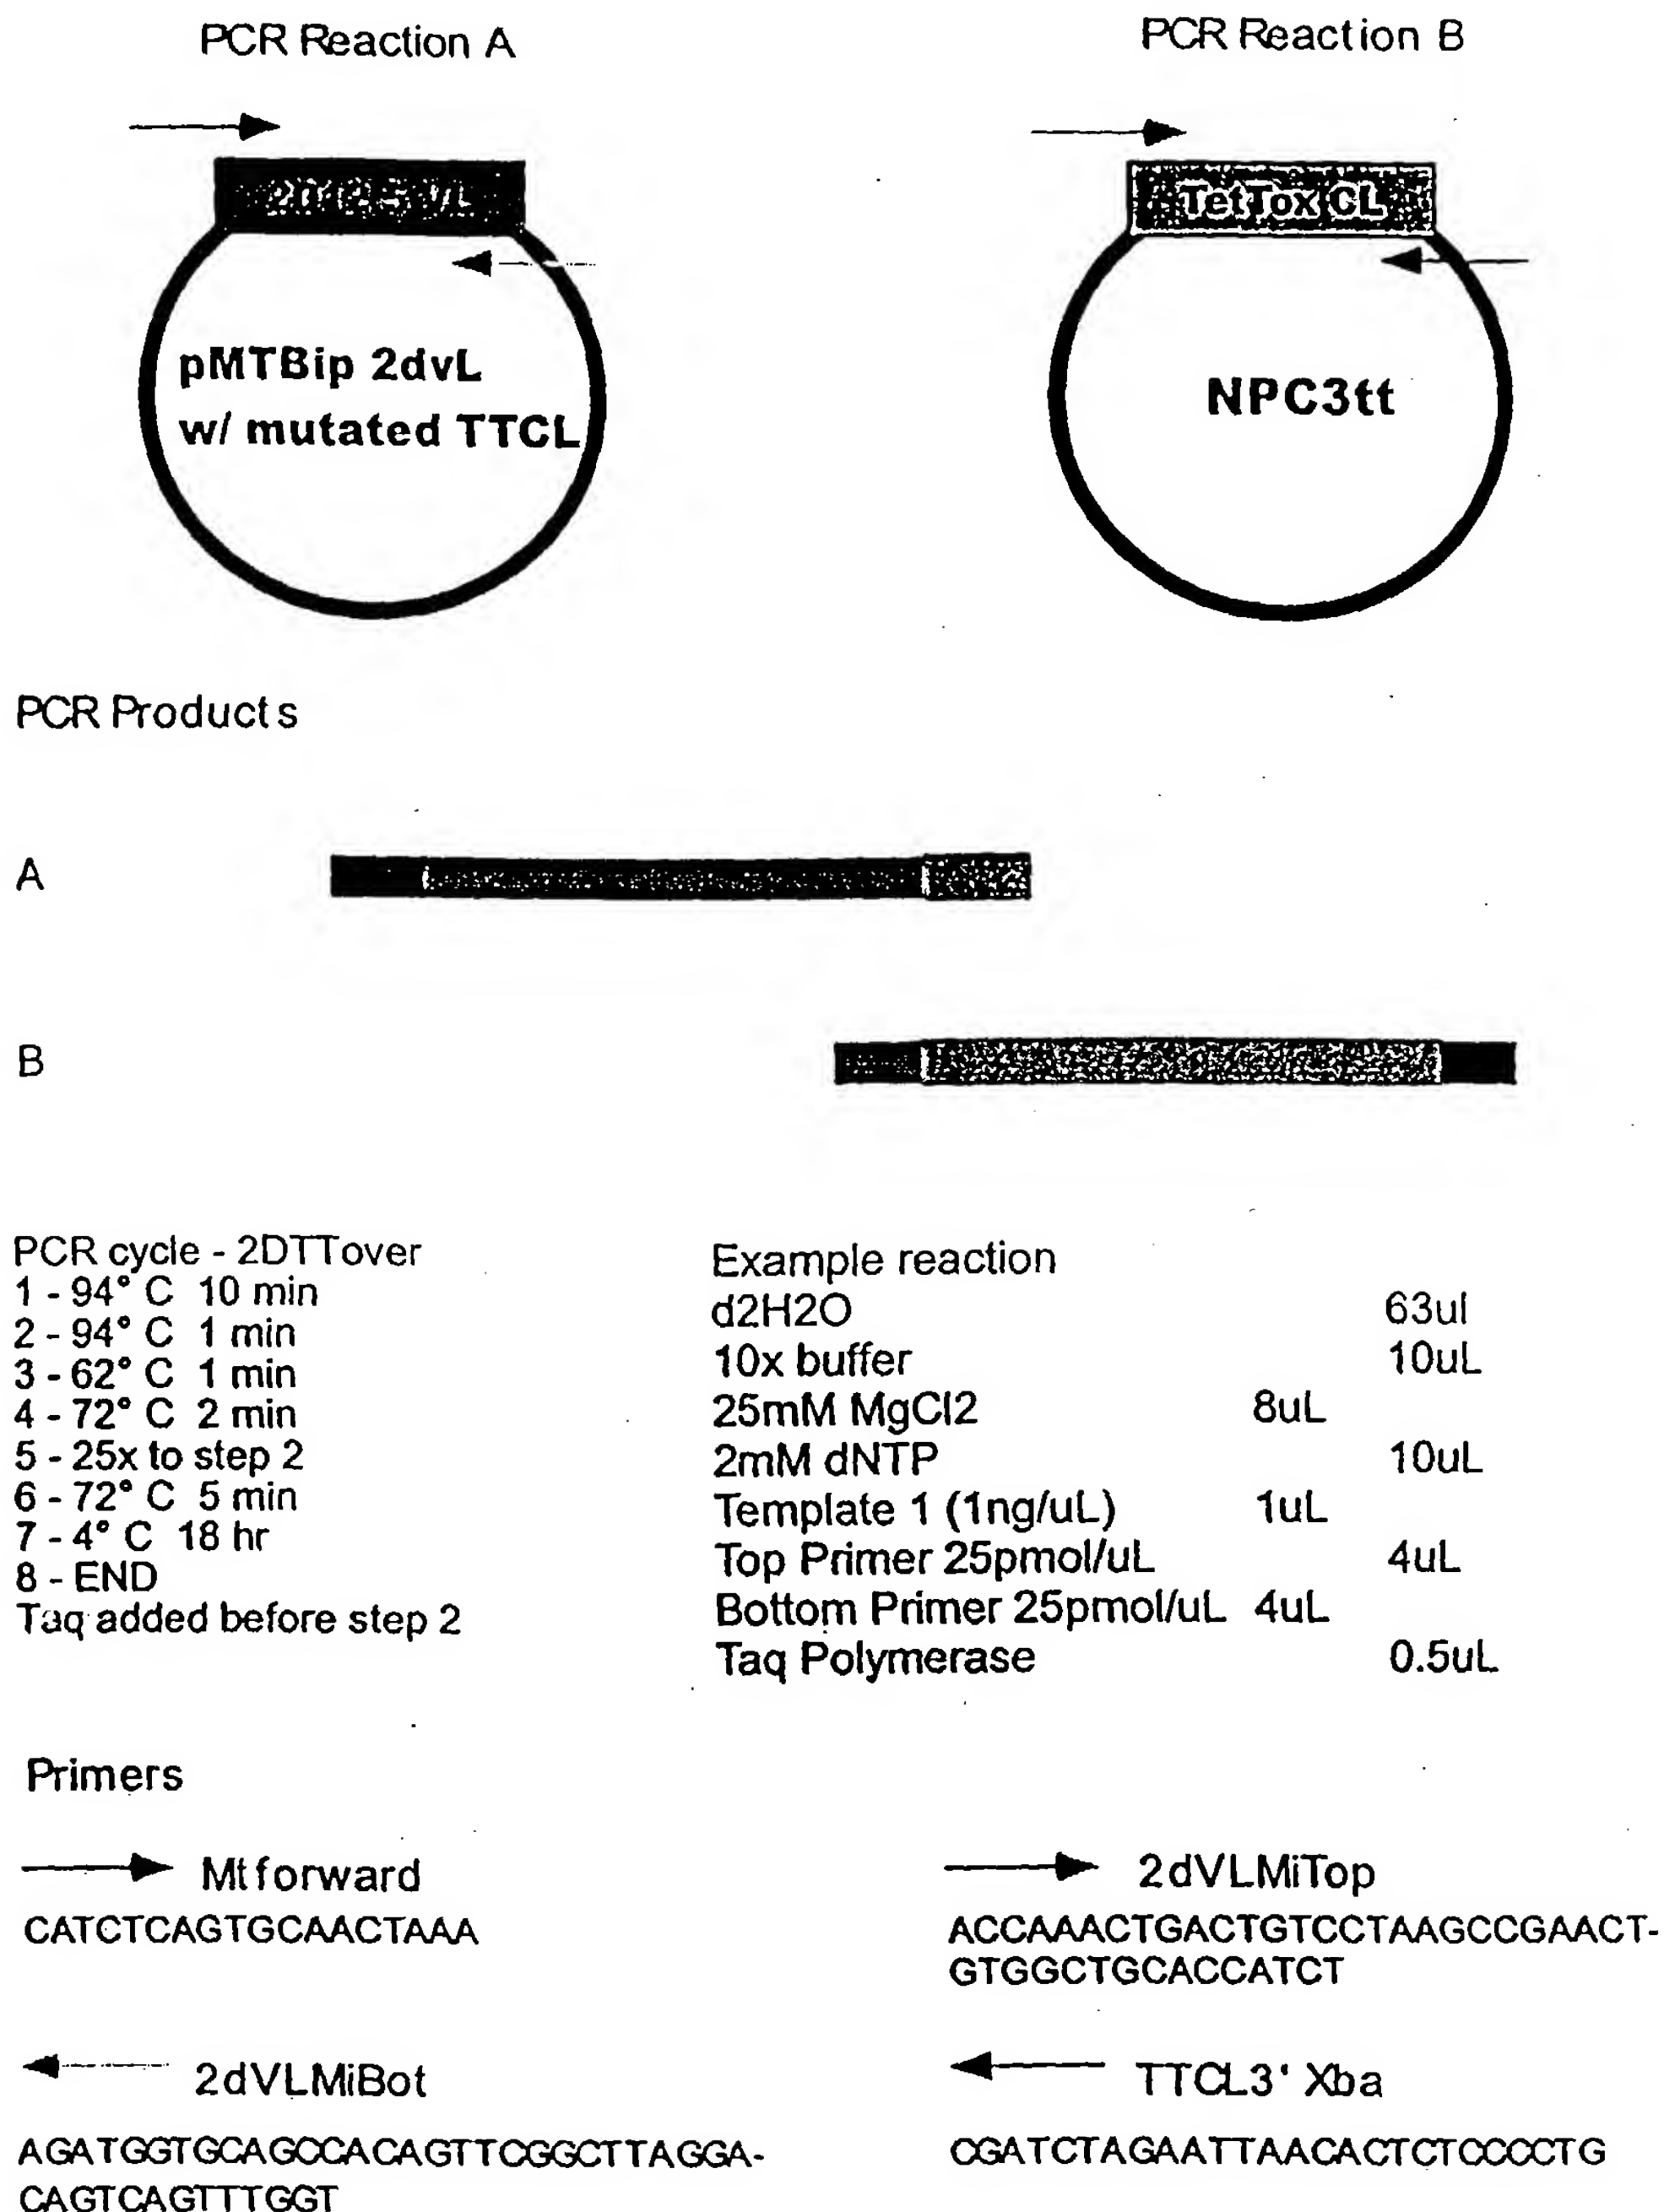 PCR Reaction A
PCR Reaction B
TetTox CL
pMTBip 2dvL
w/ mutated TTCL
NPC3tt
PCR Products
A
B
PCR cycle - 2DTTover
1 - 94° C 10 min
2 - 94° C 1 min
3 - 62° C 1 min
4 - 72° C 2 min
5 - 25x to step 2
6 - 72° C 5 min
7 - 4° C 18 hr
8 - END
Taq added before step 2
Example reaction
d2H2O 63ul
10x buffer 10uL
25mM MgCl2 8uL
2mM dNTP 10uL
Template 1 (1ng/uL) 1uL
Top Primer 25pmol/uL 4uL
Bottom Primer 25pmol/uL 4uL
Taq Polymerase 0.5uL
Primers
Mtforward
CATCTCAGTGCAACTAAA
2dVLMiTop
ACCAAACTGACTGTCCTAAGCCGAACT-
GTGGCTGCACCATCT
2dVLMiBot
AGATGGTGCAGCCACAGTTCGGCTTAGGA-
CAGTCAGTTTGGT
TTCL3' Xba
CGATCTAGAATTAACACTCTCCCCTG